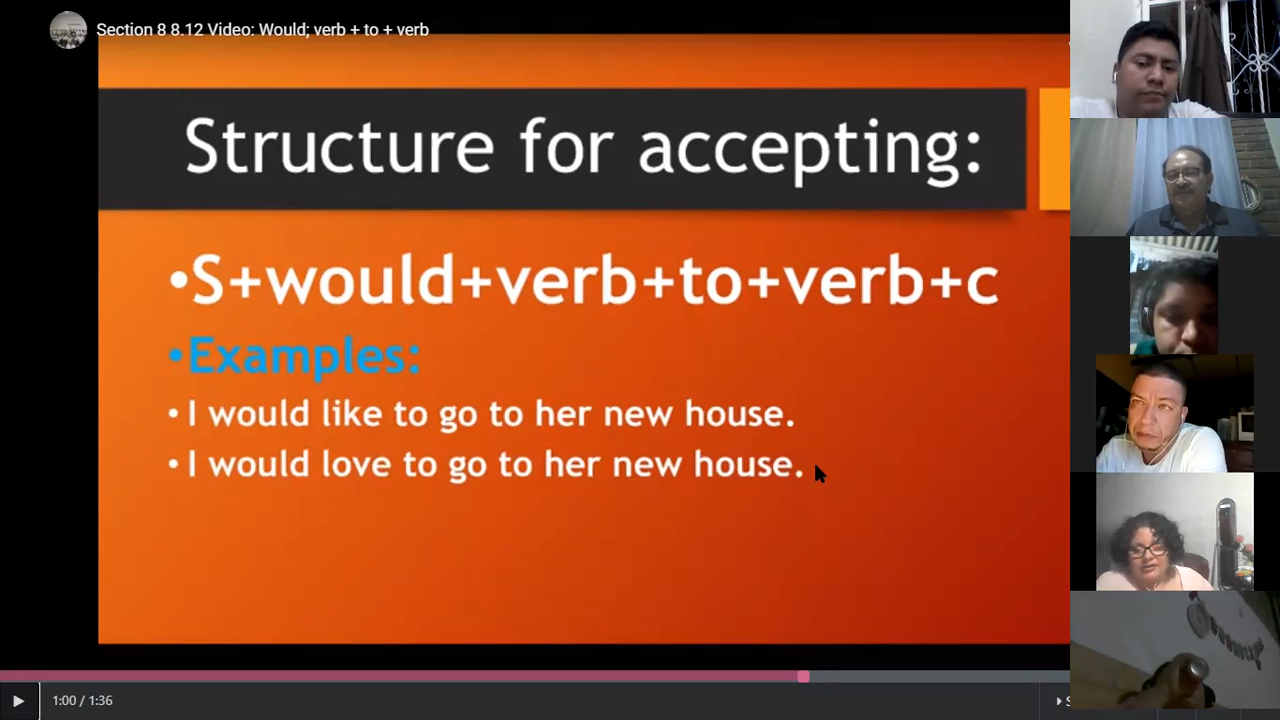 Section 8 8.12 Video: Would; verb + to + verb
Structure for accepting:
•S+would+verb+to+verb+c
•Examples:
• I would like to go to her new house.
• I would love to go to her new house.
1:00 / 1:36